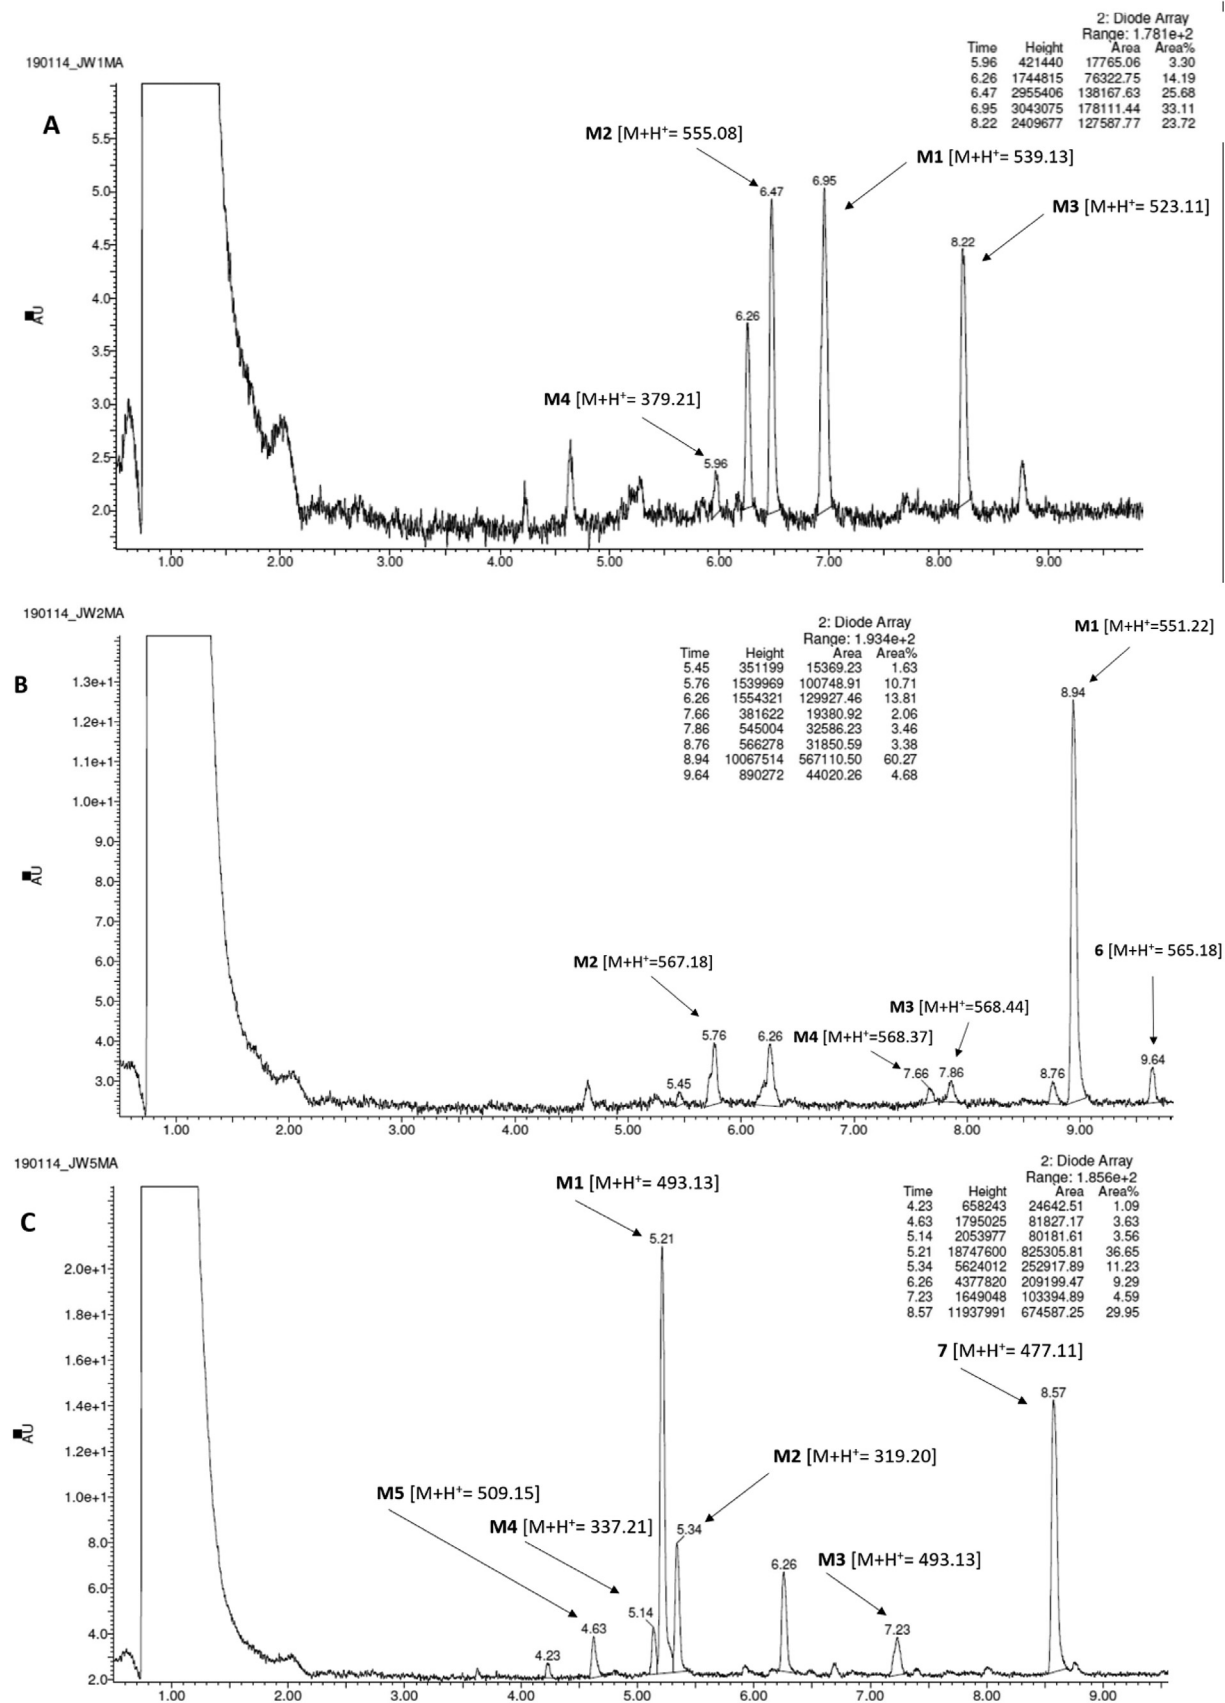 190114_JW1MA
2: Diode Array
Range: 1.781e+2
Time Height Area Area%
5.96 421440 17765.06 3.30
6.26 1744815 76322.75 14.19
6.47 2955406 138167.63 25.68
6.95 3043075 178111.44 33.11
8.22 2409677 127587.77 23.72
A
M2 [M+H⁺= 555.08]
M1 [M+H⁺= 539.13]
M3 [M+H⁺= 523.11]
M4 [M+H⁺= 379.21]
6.47
6.95
8.22
6.26
5.96
AU
5.5
5.0
4.5
4.0
3.5
3.0
2.5
2.0
1.00 2.00 3.00 4.00 5.00 6.00 7.00 8.00 9.00
190114_JW2MA
2: Diode Array
Range: 1.934e+2
Time Height Area Area%
5.45 351199 15369.23 1.63
5.76 1539969 100748.91 10.71
6.26 1554321 129927.46 13.81
7.66 381622 19380.92 2.06
7.86 545004 32586.23 3.46
8.76 566278 31850.59 3.38
8.94 10067514 567110.50 60.27
9.64 890272 44020.26 4.68
B
M1 [M+H⁺=551.22]
8.94
6 [M+H⁺= 565.18]
M2 [M+H⁺=567.18]
M3 [M+H⁺=568.44]
M4 [M+H⁺=568.37]
5.45
5.76
6.26
7.66
7.86
8.76
9.64
AU
1.3e+1
1.2e+1
1.1e+1
1.0e+1
9.0
8.0
7.0
6.0
5.0
4.0
3.0
1.00 2.00 3.00 4.00 5.00 6.00 7.00 8.00 9.00
190114_JW5MA
2: Diode Array
Range: 1.856e+2
Time Height Area Area%
4.23 658243 24642.51 1.09
4.63 1795025 81827.17 3.63
5.14 2053977 80181.61 3.56
5.21 18747600 825305.81 36.65
5.34 5624012 252917.89 11.23
6.26 4377820 209199.47 9.29
7.23 1649048 103394.89 4.59
8.57 11937991 674587.25 29.95
C
M1 [M+H⁺= 493.13]
5.21
7 [M+H⁺= 477.11]
8.57
M2 [M+H⁺= 319.20]
M5 [M+H⁺= 509.15]
M4 [M+H⁺= 337.21]
5.34
M3 [M+H⁺= 493.13]
6.26
5.14
4.63
7.23
4.23
AU
2.0e+1
1.8e+1
1.6e+1
1.4e+1
1.2e+1
1.0e+1
8.0
6.0
4.0
2.0
1.00 2.00 3.00 4.00 5.00 6.00 7.00 8.00 9.00